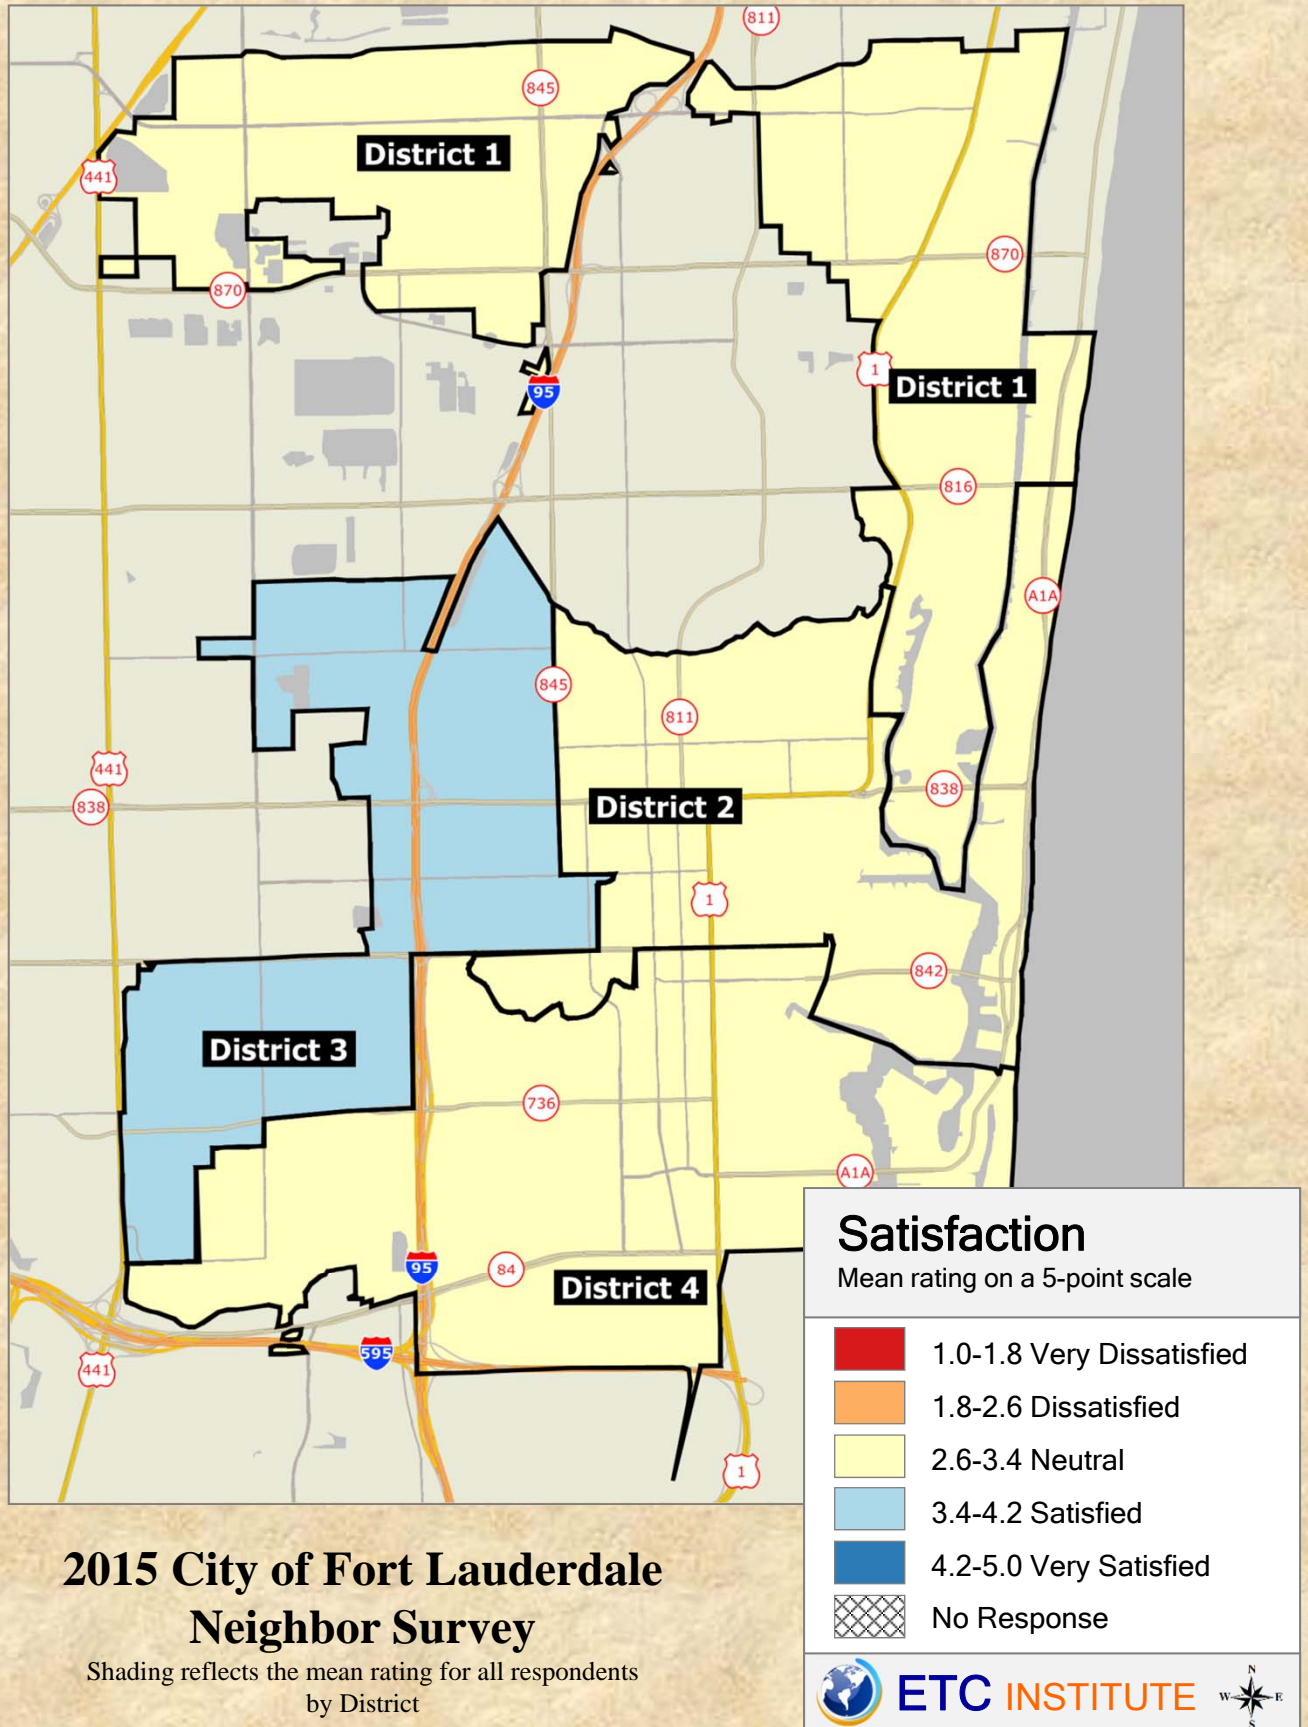 811
845
District 1
441
870
870
95
1
District 1
816
A1A
845
811
441
838
District 2
838
1
842
District 3
736
A1A
95
84
District 4
595
441
1
Satisfaction
Mean rating on a 5-point scale
1.0-1.8 Very Dissatisfied
1.8-2.6 Dissatisfied
2.6-3.4 Neutral
3.4-4.2 Satisfied
4.2-5.0 Very Satisfied
No Response
2015 City of Fort Lauderdale
Neighbor Survey
Shading reflects the mean rating for all respondents
by District
ETC INSTITUTE
N
W E
S